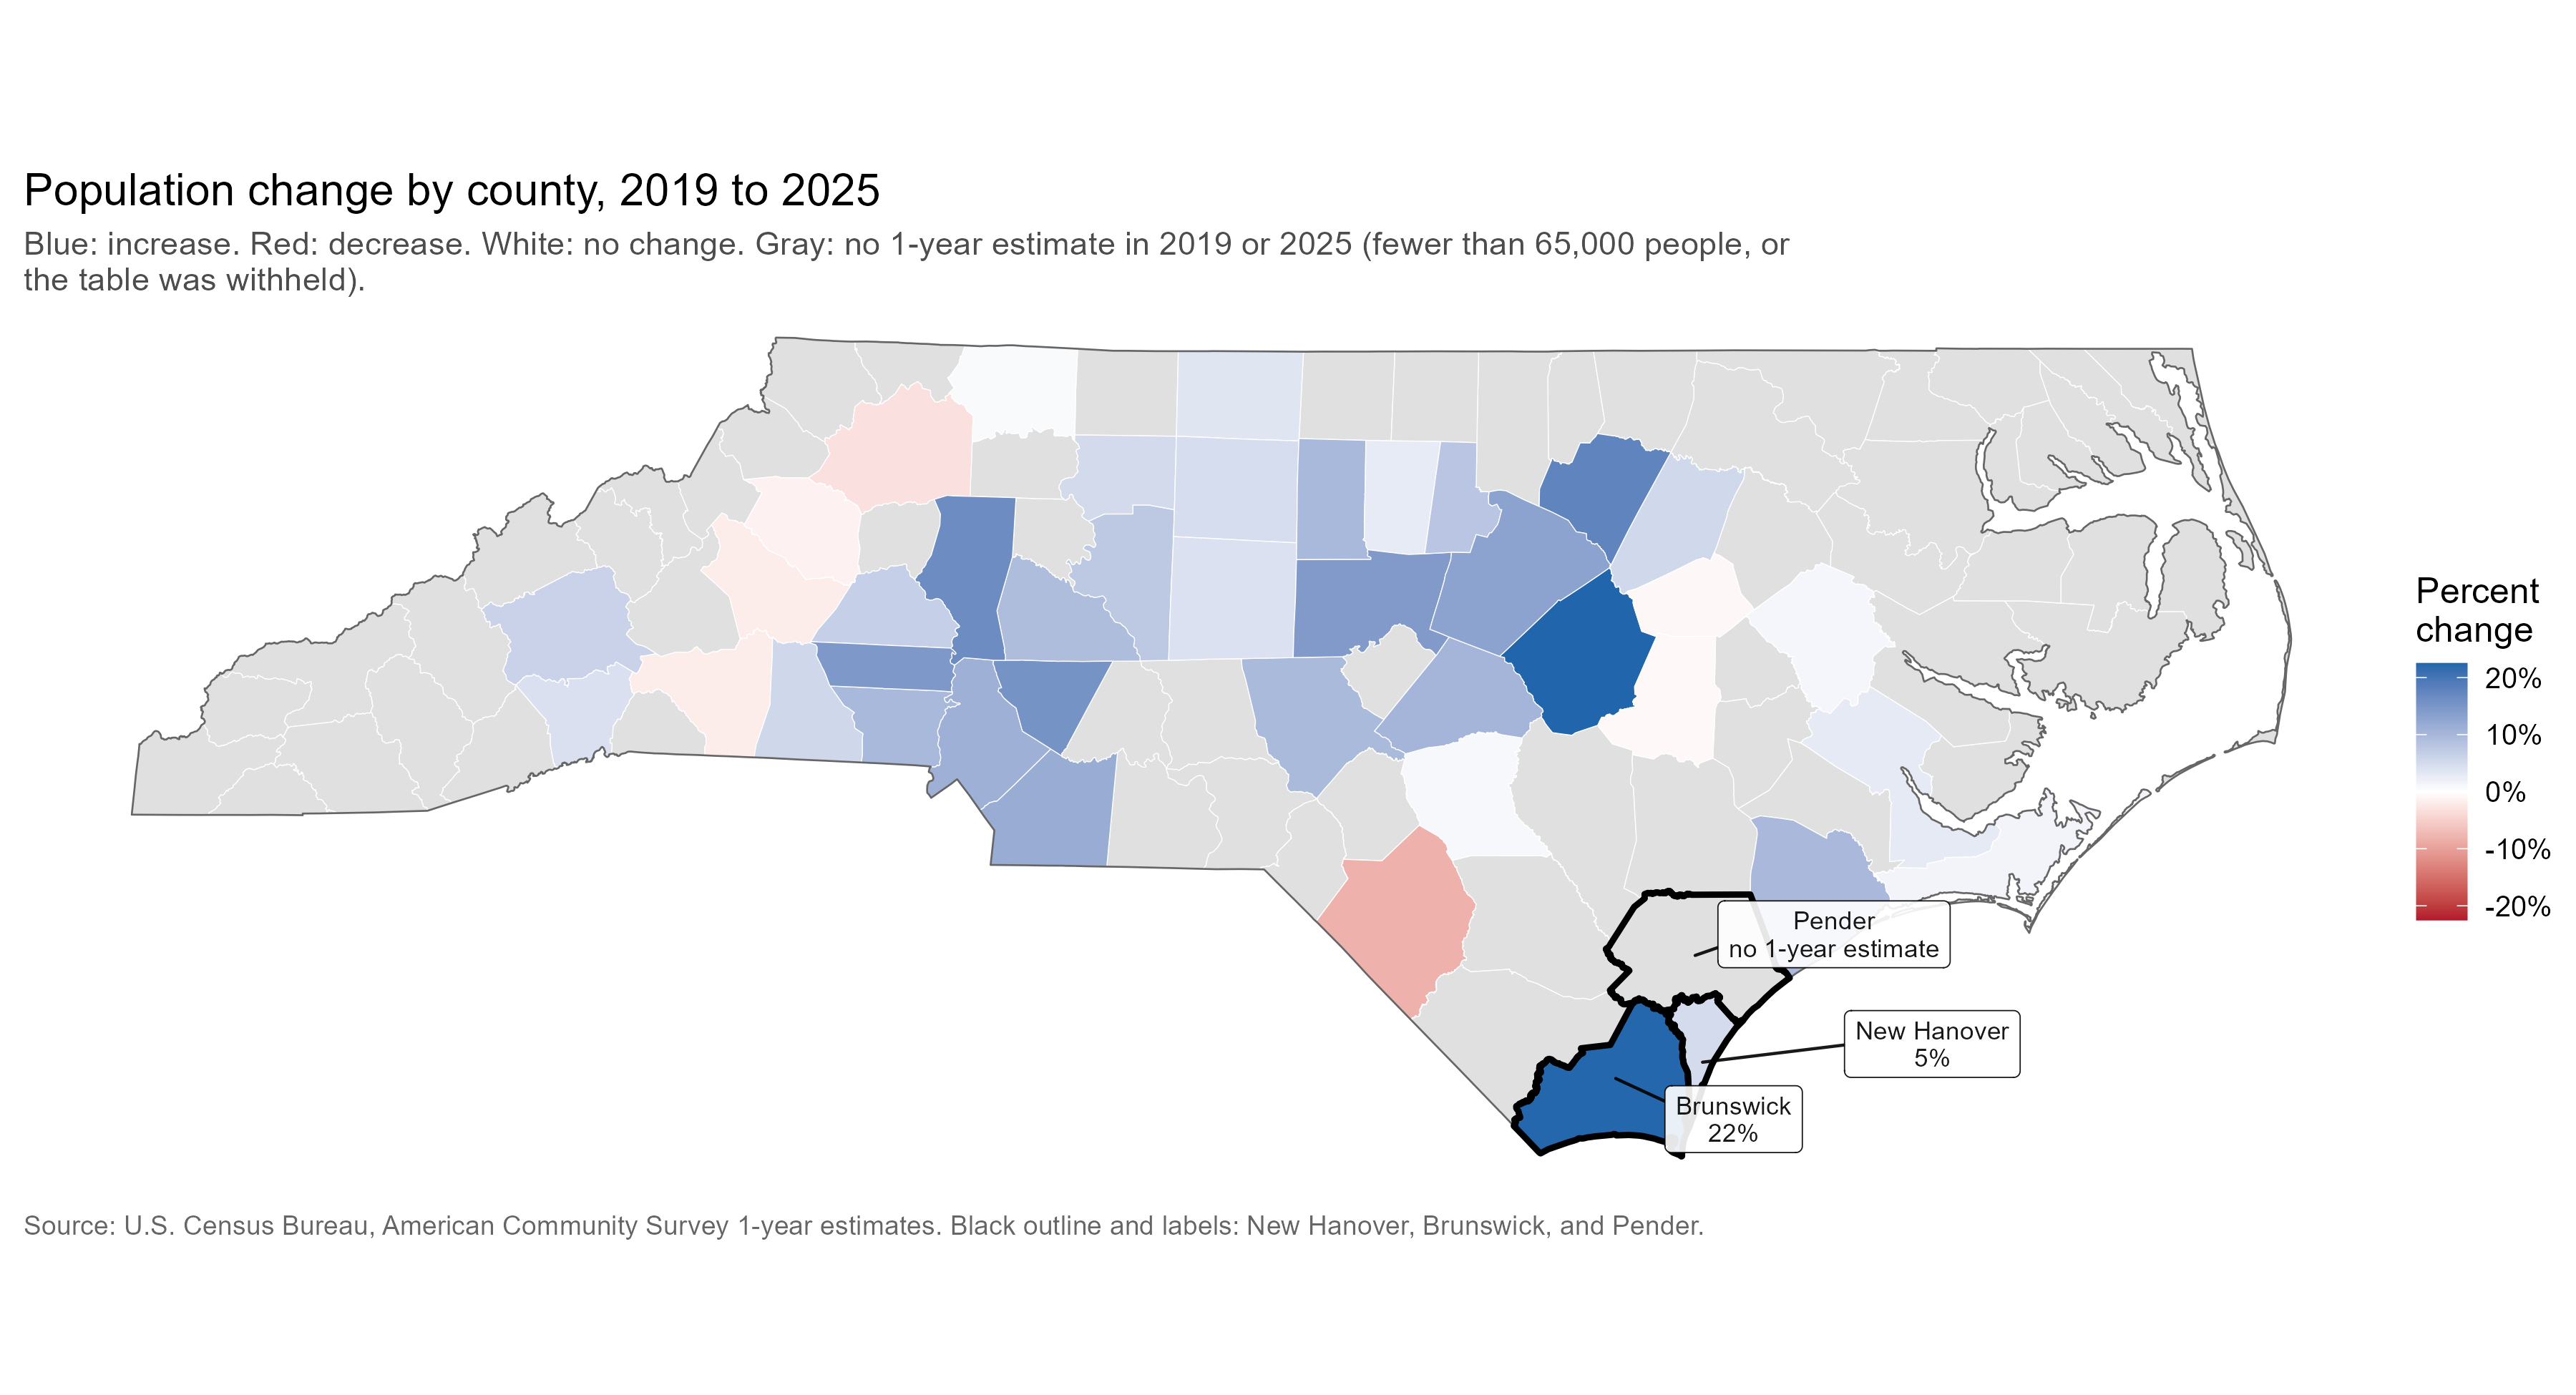 Population change by county, 2019 to 2025
Blue: increase. Red: decrease. White: no change. Gray: no 1-year estimate in 2019 or 2025 (fewer than 65,000 people, or
the table was withheld).
Percent
change
20%
10%
0%
-10%
-20%
Pender
no 1-year estimate
New Hanover
5%
Brunswick
22%
Source: U.S. Census Bureau, American Community Survey 1-year estimates. Black outline and labels: New Hanover, Brunswick, and Pender.